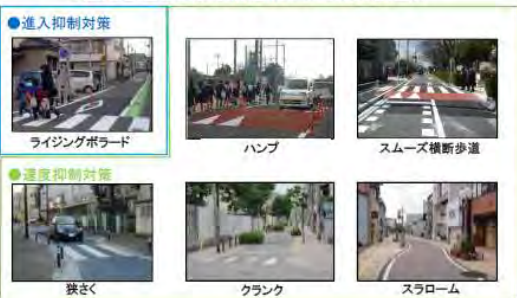 ●進入抑制対策
ライジングボラード
ハンプ
スムーズ横断歩道
●速度抑制対策
狭さく
クランク
スラローム